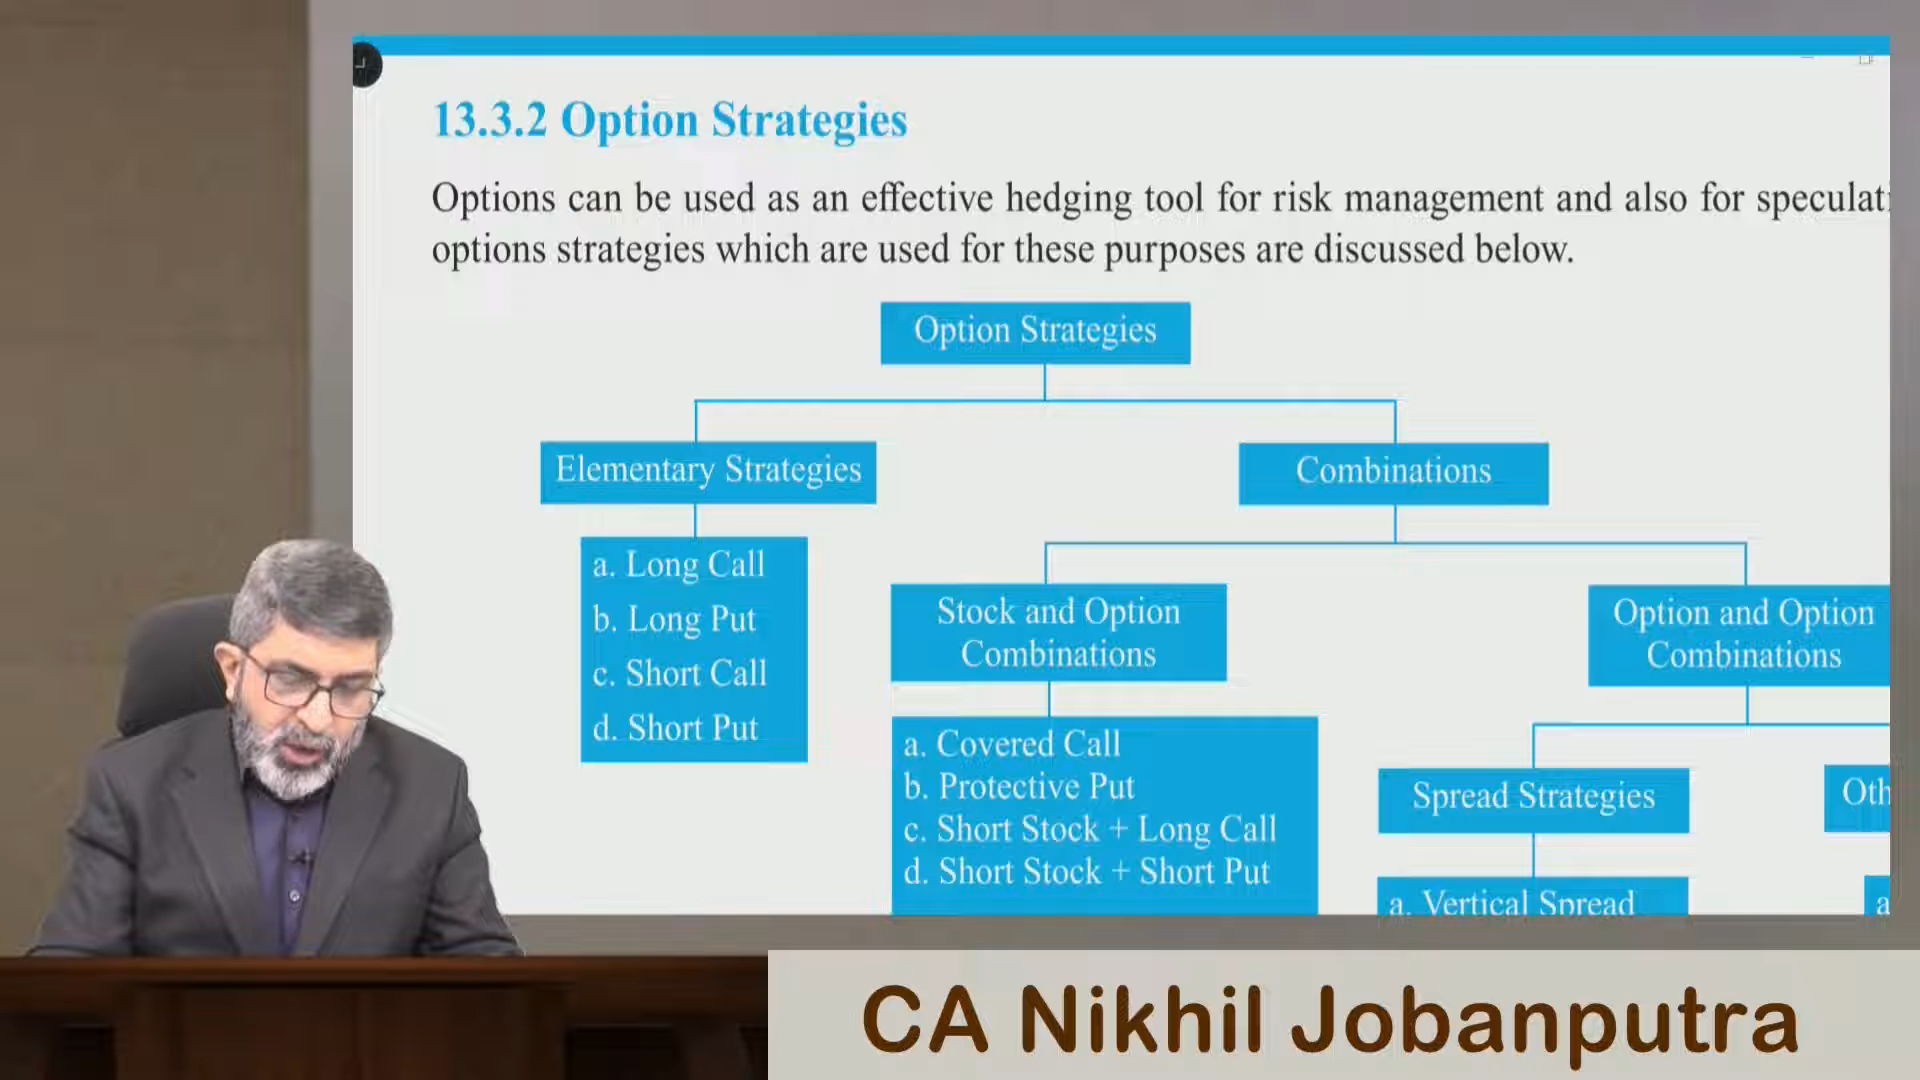 13.3.2 Option Strategies
Options can be used as an effective hedging tool for risk management and also for
options strategies which are used for these purposes are discussed below.
Option Strategies
Elementary Strategies
Combinations
a. Long Call
b. Long Put
c. Short Call
d. Short Put
Stock and Option
Combinations
a. Covered Call
b. Protective Put
c. Short Stock + Long Call
d. Short Stock + Short Put
Option and Option
Combinations
Spread Strategies
a. Vertical Spread
a
CA Nikhil Jobanputra